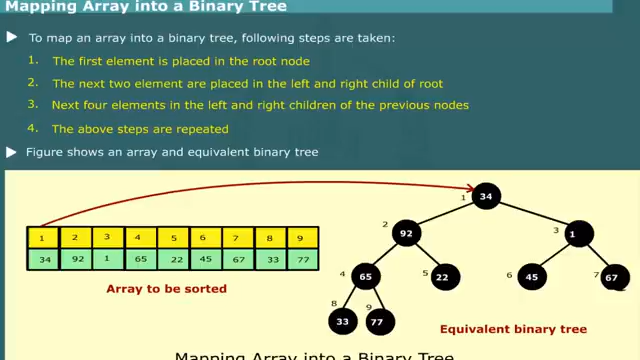 Mapping Array into a Binary Tree
To map an array into a binary tree, following steps are taken:
1. The first element is placed in the root node
2. The next two element are placed in the left and right child of root
3. Next four elements in the left and right children of the previous nodes
4. The above steps are repeated
Figure shows an array and equivalent binary tree
1 34
2 92 3 1
1 2 3 4 5 6 7 8 9
34 92 1 65 22 45 67 33 77
4 65 5 22 6 45 7 67
Array to be sorted
8 9
33 77
Equivalent binary tree
Mapping Array into a Binary Tree